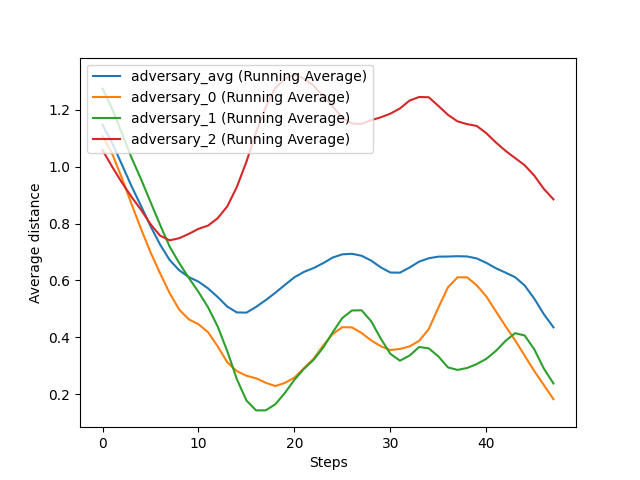 adversary_avg (Running Average)
adversary_0 (Running Average)
adversary_1 (Running Average)
adversary_2 (Running Average)
1.2
1.0
0.8
0.6
0.4
0.2
Average distance
0 10 20 30 40
Steps